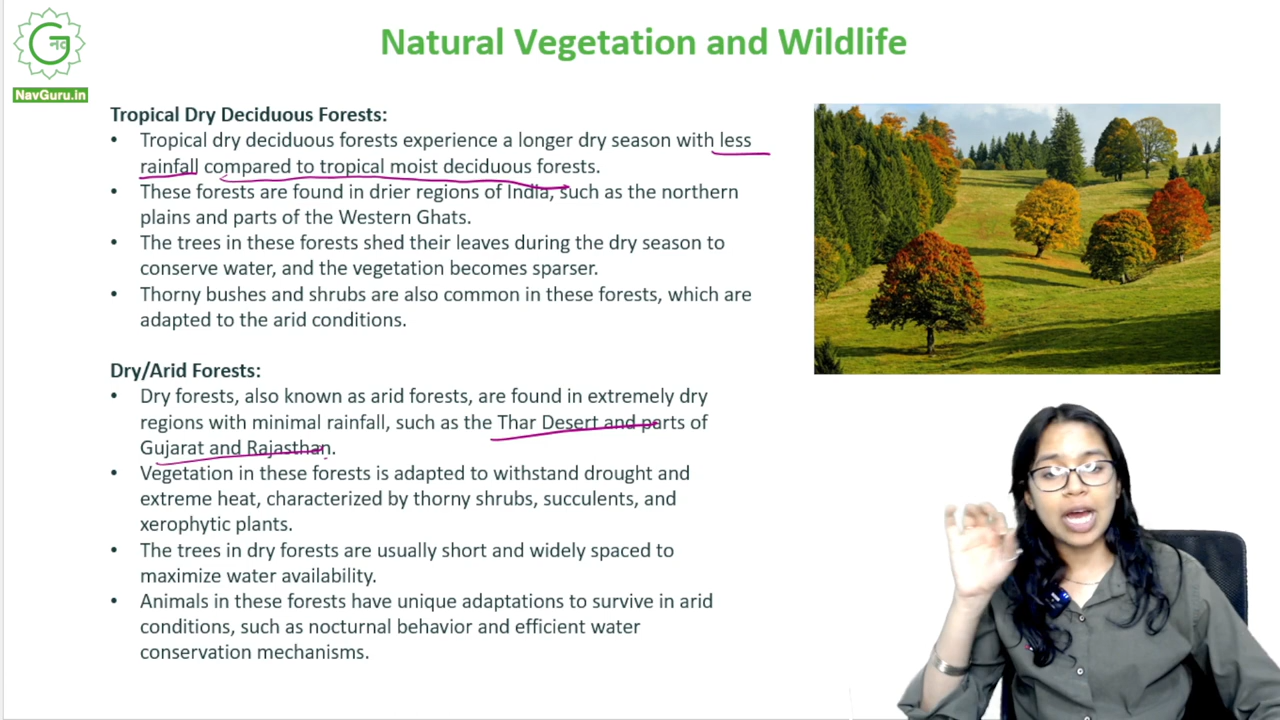 नव
NavGuru.in
Natural Vegetation and Wildlife
Tropical Dry Deciduous Forests:
• Tropical dry deciduous forests experience a longer dry season with less
rainfall compared to tropical moist deciduous forests.
• These forests are found in drier regions of India, such as the northern
plains and parts of the Western Ghats.
• The trees in these forests shed their leaves during the dry season to
conserve water, and the vegetation becomes sparser.
• Thorny bushes and shrubs are also common in these forests, which are
adapted to the arid conditions.
Dry/Arid Forests:
• Dry forests, also known as arid forests, are found in extremely dry
regions with minimal rainfall, such as the Thar Desert and parts of
Gujarat and Rajasthan.
• Vegetation in these forests is adapted to withstand drought and
extreme heat, characterized by thorny shrubs, succulents, and
xerophytic plants.
• The trees in dry forests are usually short and widely spaced to
maximize water availability.
• Animals in these forests have unique adaptations to survive in arid
conditions, such as nocturnal behavior and efficient water
conservation mechanisms.